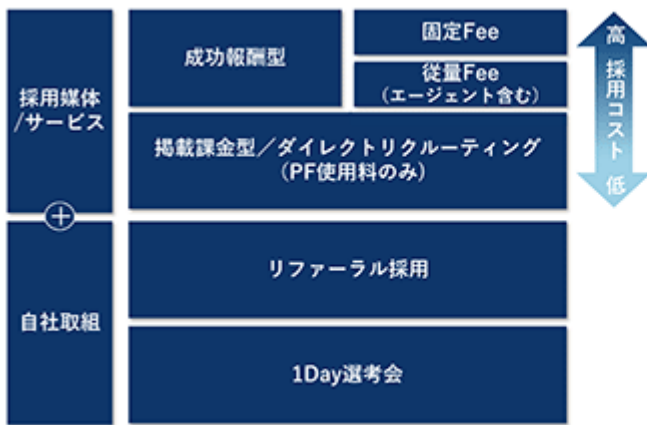 採用媒体
/サービス
成功報酬型
固定Fee
従量Fee
（エージェント含む）
掲載課金型／ダイレクトリクルーティング
（PF使用料のみ）
高 採用コスト 低
＋
自社取組
リファーラル採用
1Day選考会